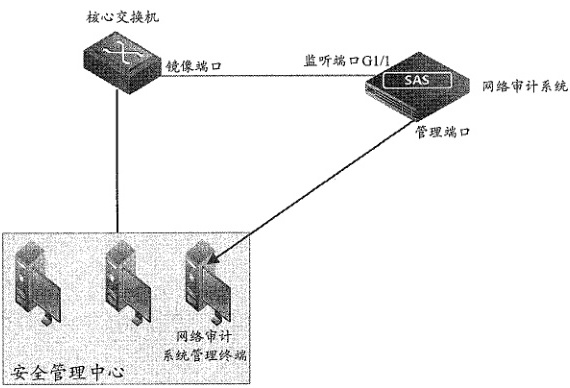 核心交换机
镜像端口
监听端口G1/1
SAS
网络审计系统
管理端口
网络审计
系统管理终端
安全管理中心